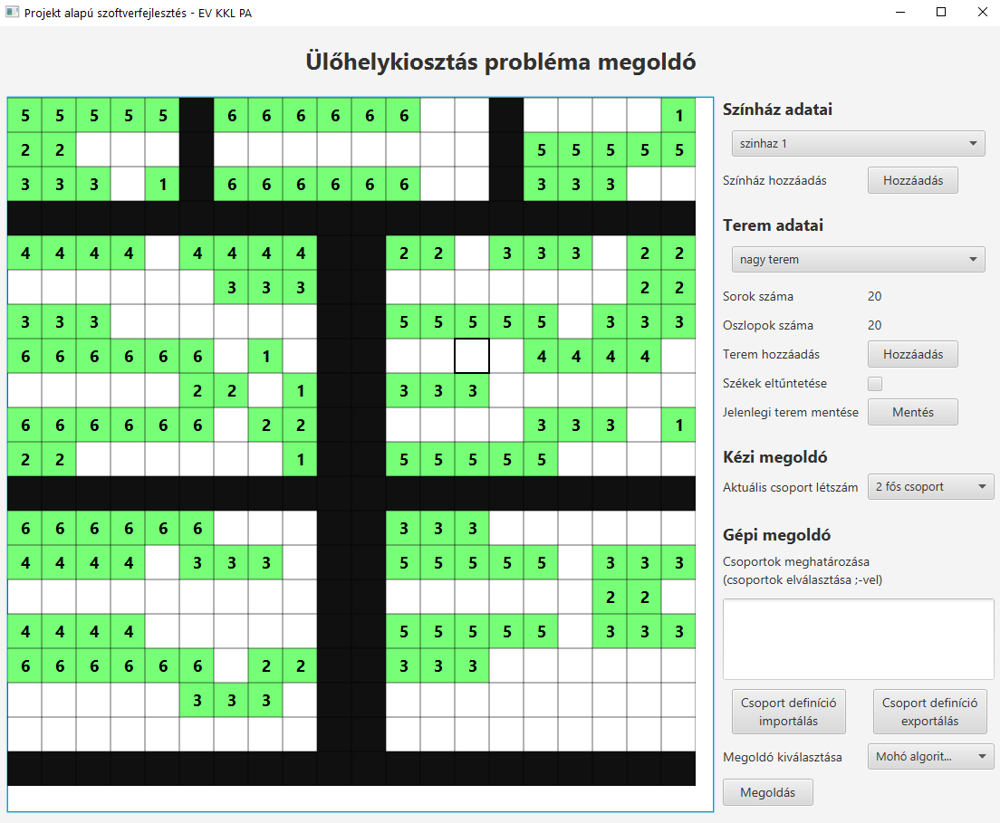 Projekt alapú szoftverfejlesztés - EV KKL PA
Ülőhelykiosztás probléma megoldó
5 5 5 5 5 6 6 6 6 6 6 1
2 2 5 5 5 5 5
3 3 3 1 6 6 6 6 6 6 3 3 3
4 4 4 4 4 4 4 4 2 2 3 3 3 2 2
3 3 3 2 2
3 3 3 5 5 5 5 5 3 3 3
6 6 6 6 6 6 1 4 4 4 4
2 2 1 3 3 3
6 6 6 6 6 6 2 2 3 3 3 1
2 2 1 5 5 5 5 5
6 6 6 6 6 6 3 3 3
4 4 4 4 3 3 3 5 5 5 5 5 3 3 3
2 2
4 4 4 4 5 5 5 5 5 3 3 3
6 6 6 6 6 6 2 2 3 3 3
3 3 3
Színház adatai
szinhaz 1
Színház hozzáadás Hozzáadás
Terem adatai
nagy terem
Sorok száma 20
Oszlopok száma 20
Terem hozzáadás Hozzáadás
Székek eltűntetése
Jelenlegi terem mentése Mentés
Kézi megoldó
Aktuális csoport létszám 2 fős csoport
Gépi megoldó
Csoportok meghatározása
(csoportok elválasztása ;-vel)
Csoport definíció importálás
Csoport definíció exportálás
Megoldó kiválasztása Mohó algorit...
Megoldás